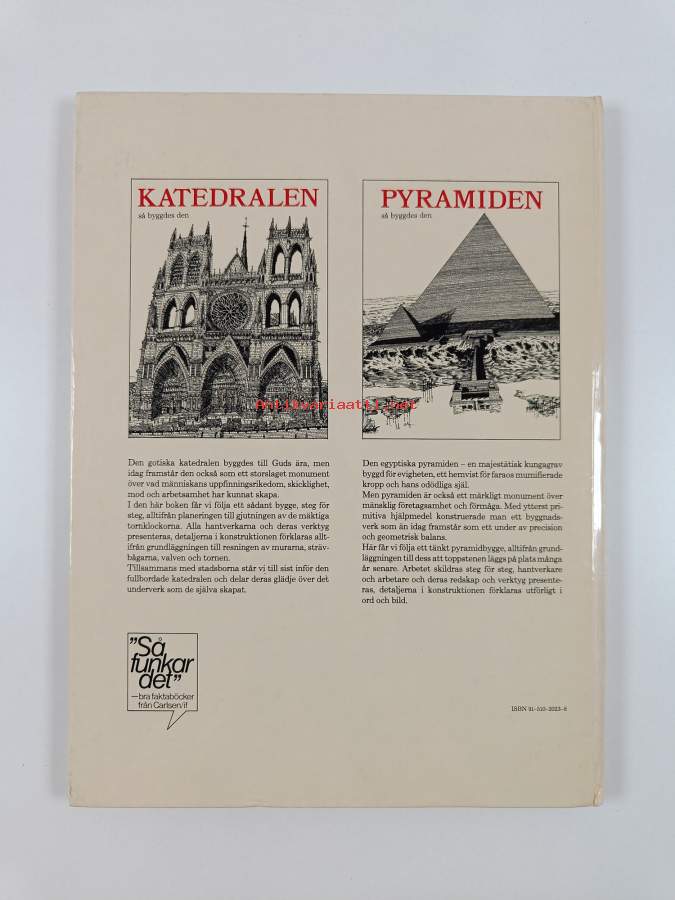 KATEDRALEN
så byggdes den
Den gotiska katedralen byggdes till Guds ära, men
idag framstår den också som ett storslaget monument
över vad människans uppfinningsrikedom, skicklighet,
mod och arbetsamhet har kunnat skapa.
I den här boken får vi följa ett sådant bygge, steg för
steg, alltifrån planeringen till gjutningen av de mäktiga
tornklockorna. Alla hantverkarna och deras verktyg
presenteras, detaljerna i konstruktionen förklaras allt-
ifrån grundläggningen till resningen av murarna, sträv-
bågarna, valven och tornen.
Tillsammans med stadsborna står vi till sist inför den
fullbordade katedralen och delar deras glädje över det
underverk som de själva skapat.
PYRAMIDEN
så byggdes den
Den egyptiska pyramiden – en majestätisk kungagrav
byggd för evigheten, ett hemvist för faraos mumifierade
kropp och hans odödliga själ.
Men pyramiden är också ett märkligt monument över
mänsklig företagsamhet och förmåga. Med ytterst pri-
mitiva hjälpmedel konstruerade man ett byggnads-
verk som än idag framstår som ett under av precision
och geometrisk balans.
Här får vi följa ett tänkt pyramidbygge, alltifrån grund-
läggningen till dess att toppstenen läggs på plats många
år senare. Arbetet skildras steg för steg, hantverkare
och arbetare och deras redskap och verktyg presente-
ras, detaljerna i konstruktionen förklaras utförligt i
ord och bild.
Antikvariaatti.net
"Så
funkar
det"
—bra faktaböcker
från Carlsen/if
ISBN 91-510-2023-8